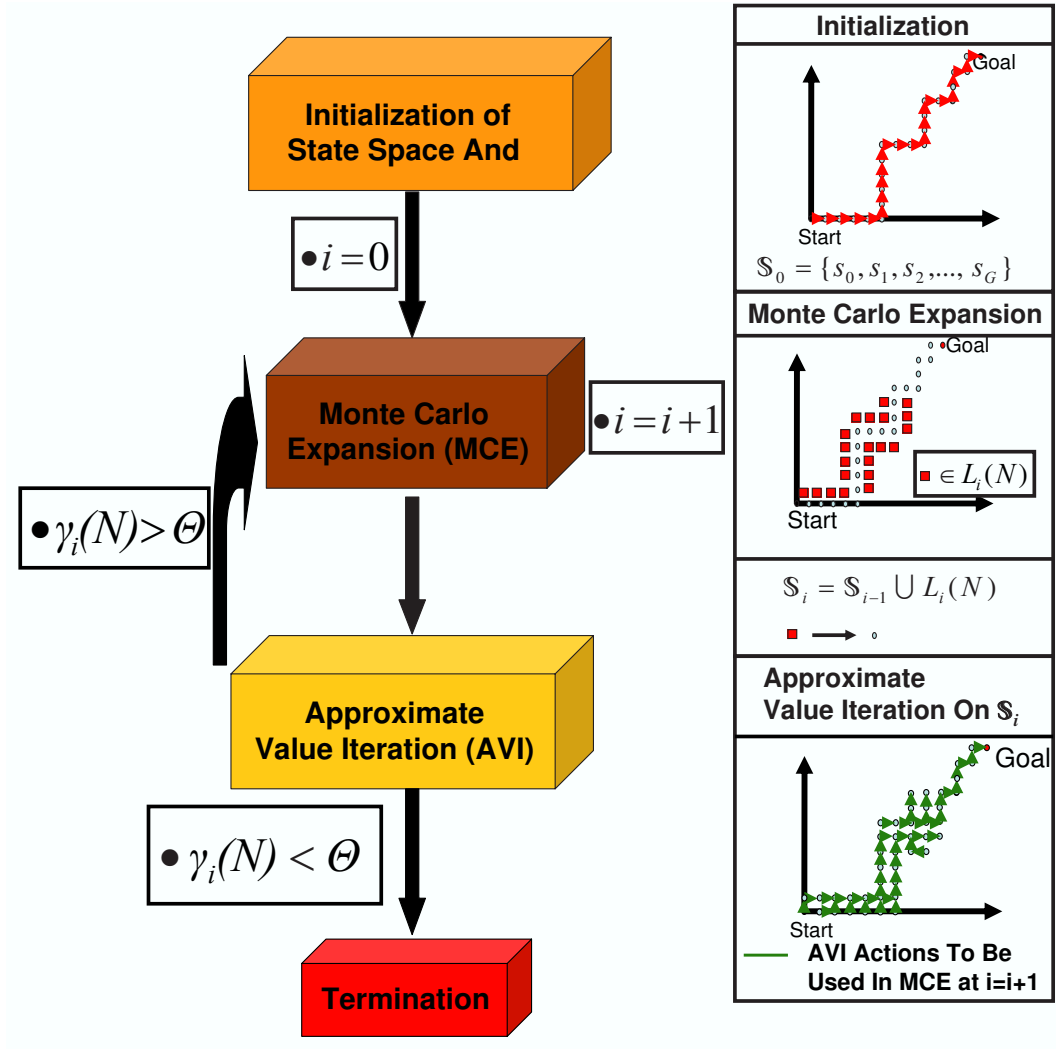 Initialization of
State Space And
● i = 0
Monte Carlo
Expansion (MCE)
● i = i+1
● γᵢ(N) > Θ
Approximate
Value Iteration (AVI)
● γᵢ(N) < Θ
Termination
Initialization
Goal
Start
𝕊₀ = {s₀, s₁, s₂,..., s_G}
Monte Carlo Expansion
Goal
∈ Lᵢ(N)
Start
𝕊ᵢ = 𝕊ᵢ₋₁ ∪ Lᵢ(N)
Approximate
Value Iteration On 𝕊ᵢ
Goal
Start
AVI Actions To Be
Used In MCE at i=i+1